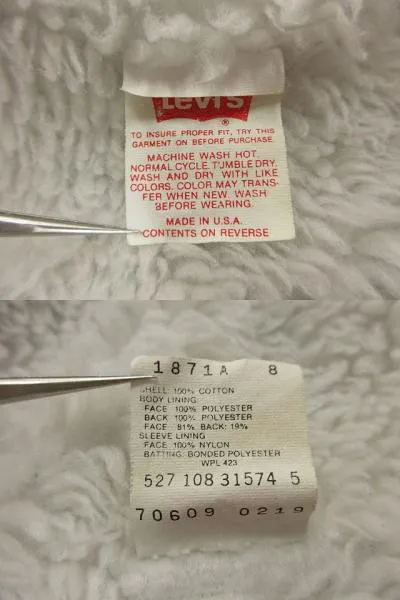 Levi's
®
TO INSURE PROPER FIT, TRY THIS
GARMENT ON BEFORE PURCHASE.
MACHINE WASH HOT.
NORMAL CYCLE. TUMBLE DRY.
WASH AND DRY WITH LIKE
COLORS. COLOR MAY TRANS-
FER WHEN NEW. WASH
BEFORE WEARING.
MADE IN U.S.A.
CONTENTS ON REVERSE
1871A 8
SHELL: 100% COTTON
BODY LINING:
FACE 100% POLYESTER
BACK 100% POLYESTER
FACE: 81% BACK: 19%
SLEEVE LINING
FACE 100% NYLON
BATTING: BONDED POLYESTER
WPL 423
527 108 31574 5
70609 0219